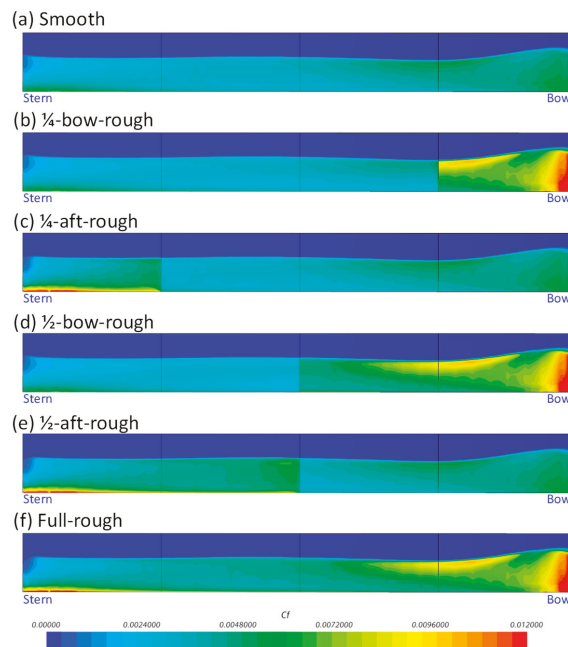 (a) Smooth
Stern Bow
(b) ¼-bow-rough
Stern Bow
(c) ¼-aft-rough
Stern Bow
(d) ½-bow-rough
Stern Bow
(e) ½-aft-rough
Stern Bow
(f) Full-rough
Stern Bow
Cf
0.00000 0.0024000 0.0048000 0.0072000 0.0096000 0.012000